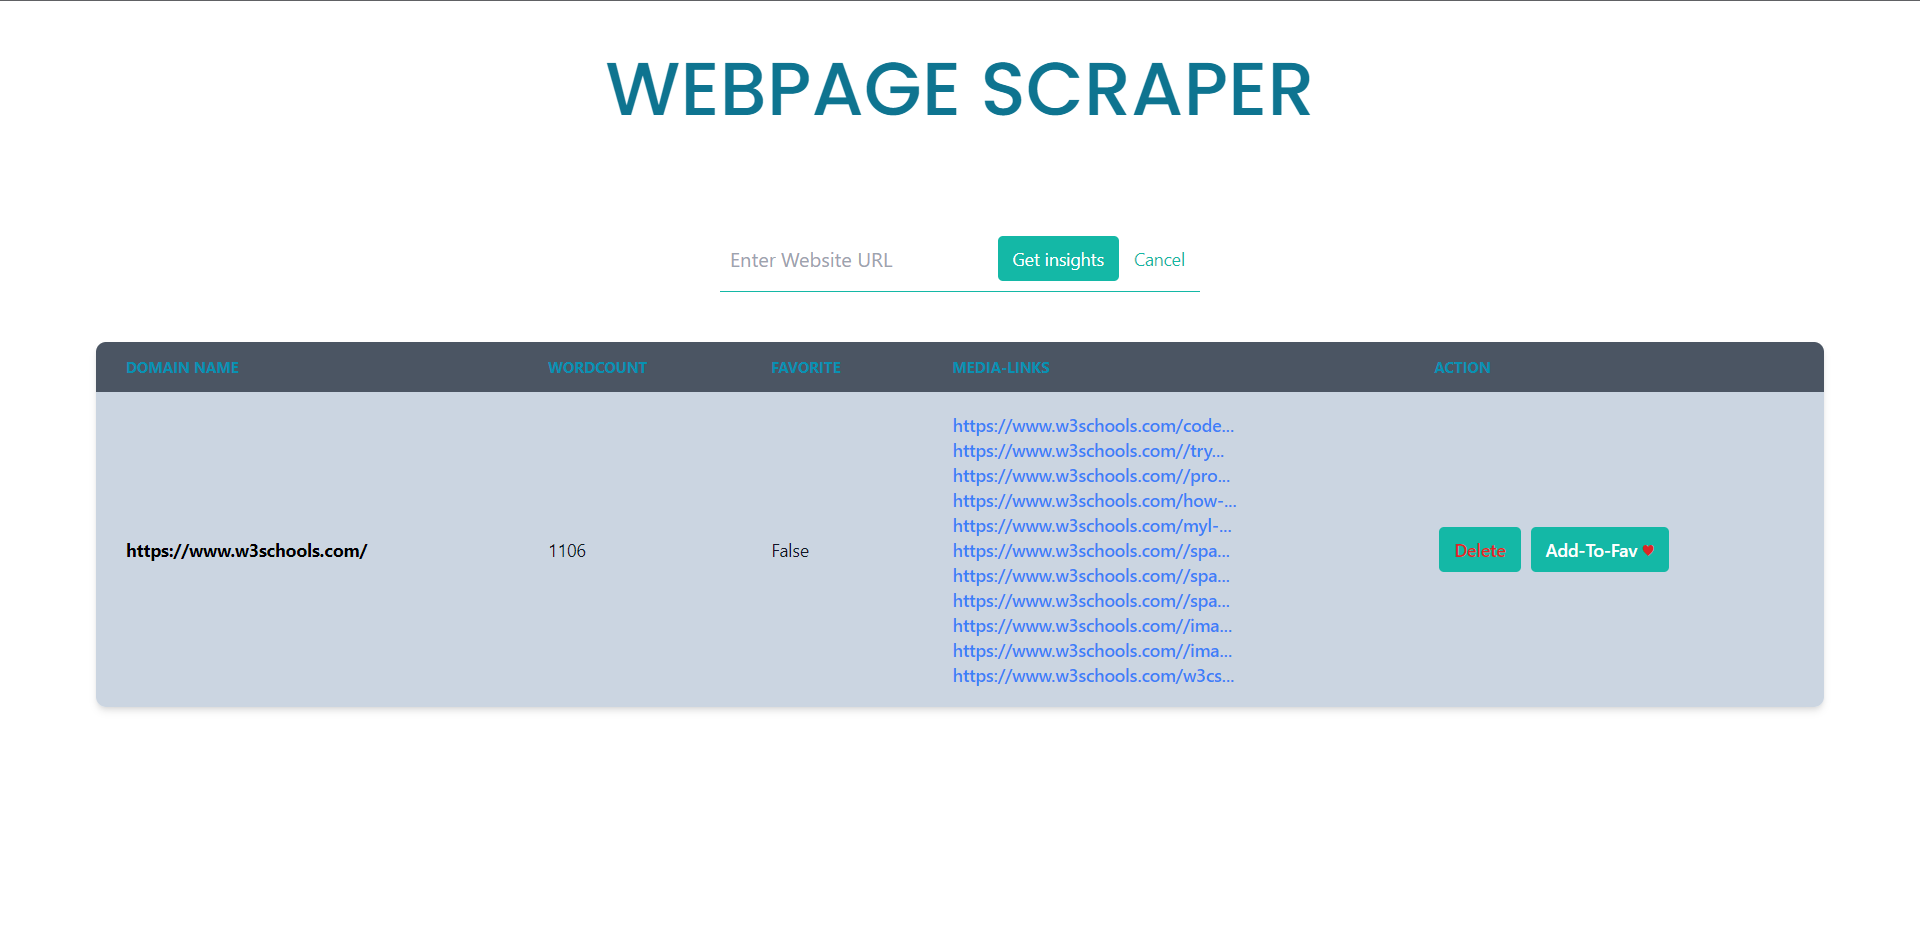 WEBPAGE SCRAPER
Enter Website URL Get insights Cancel
DOMAIN NAME WORDCOUNT FAVORITE MEDIA-LINKS ACTION
https://www.w3schools.com/code...
https://www.w3schools.com//try...
https://www.w3schools.com//pro...
https://www.w3schools.com/how-...
https://www.w3schools.com/myl-...
https://www.w3schools.com/ 1106 False https://www.w3schools.com//spa... Delete Add-To-Fav ♥
https://www.w3schools.com//spa...
https://www.w3schools.com//spa...
https://www.w3schools.com//ima...
https://www.w3schools.com//ima...
https://www.w3schools.com/w3cs...